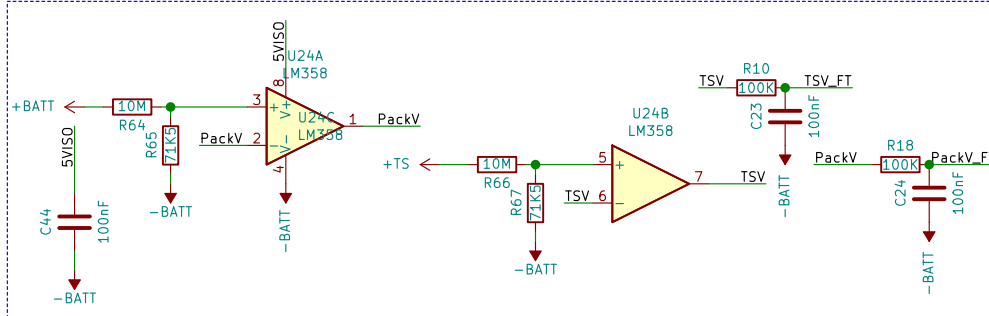 5VISO
U24A
LM358
8
V+
+BATT
10M
R64
3
+
U24C
LM358
1
PackV
5VISO
R65
71K5
PackV
2
-
V-
4
-BATT
-BATT
C44
100nF
-BATT
+TS
10M
R66
5
+
U24B
LM358
7
TSV
R67
71K5
TSV
6
-
-BATT
TSV
R10
100K
TSV_FT
C23
100nF
-BATT
PackV
R18
100K
PackV_F
C24
100nF
-BATT